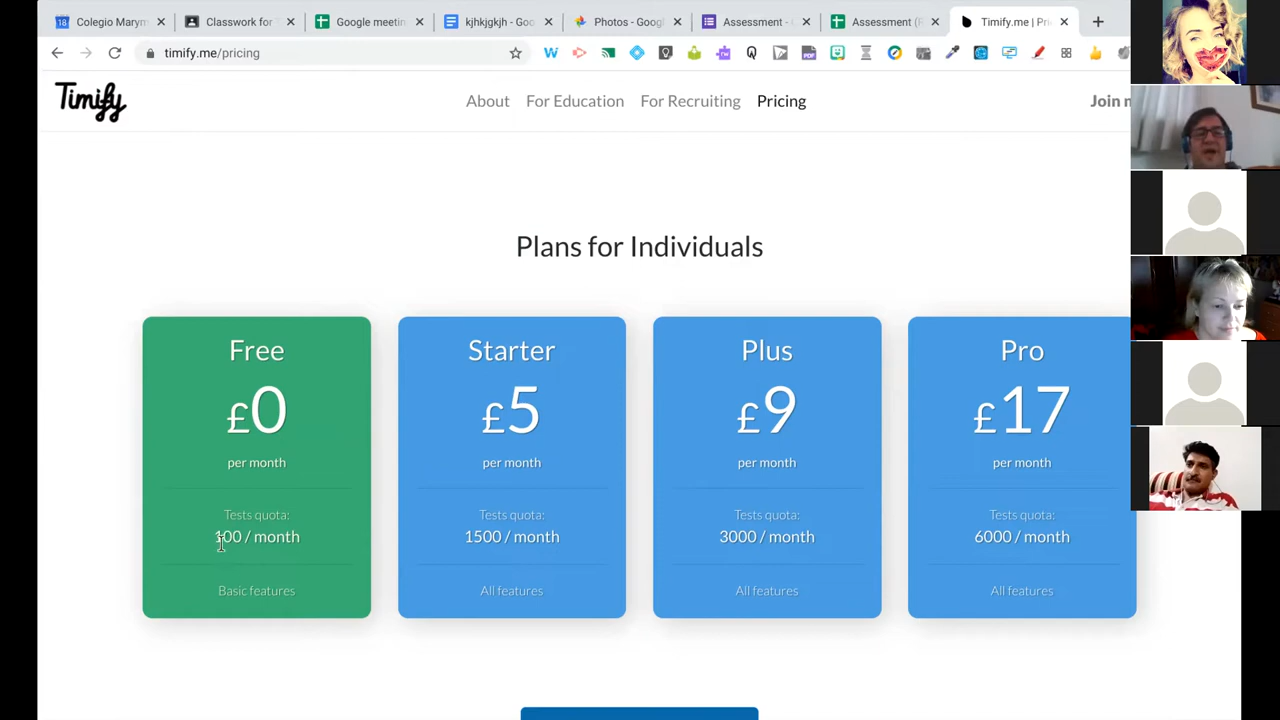 Colegio Marym
Classwork for
Google meetin
kjhkjgkjh - Goo
Photos - Googl
Assessment - G
Assessment (R
Timify.me | Pri
timify.me/pricing
Timify
About
For Education
For Recruiting
Pricing
Join
Plans for Individuals
Free
£0
per month
Tests quota:
100 / month
Basic features
Starter
£5
per month
Tests quota:
1500 / month
All features
Plus
£9
per month
Tests quota:
3000 / month
All features
Pro
£17
per month
Tests quota:
6000 / month
All features